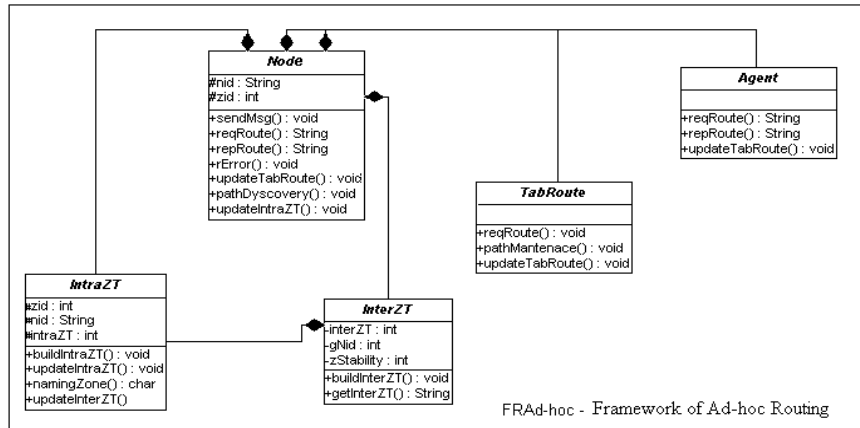 Node
#nid : String
#zid : int
+sendMsg() : void
+reqRoute() : String
+repRoute() : String
+rError() : void
+updateTabRoute() : void
+pathDyscovery() : void
+updateIntraZT() : void
Agent
+reqRoute() : String
+repRoute() : String
+updateTabRoute() : void
TabRoute
+reqRoute() : void
+pathMantenace() : void
+updateTabRoute() : void
IntraZT
#zid : int
#nid : String
#intraZT : int
+buildIntraZT() : void
+updateIntraZT() : void
+namingZone() : char
+updateInterZT()
InterZT
-interZT : int
-gNid : int
-zStability : int
+buildInterZT() : void
+getInterZT() : String
FRAd-hoc - Framework of Ad-hoc Routing